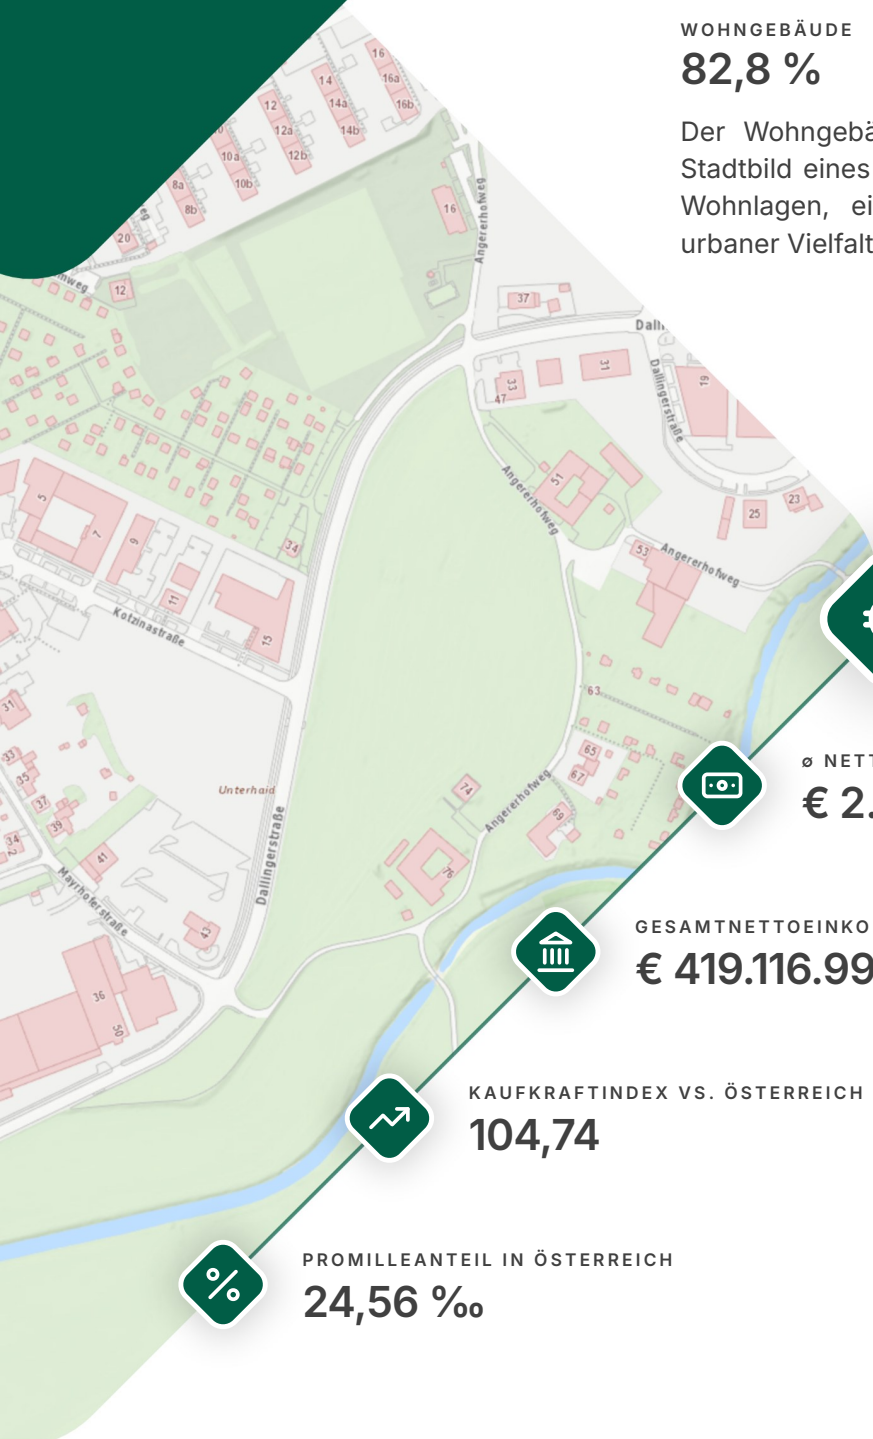 WOHNGEBÄUDE
82,8 %
Der Wohngebä
Stadtbild eines
Wohnlagen, ei
urbaner Vielfalt
16
16a
16b
14
14a
14b
12
12a
12b
10a
10b
8a
8b
20
12
16
Angererhofweg
37
Dallin
33
47
31
Dallingerstraße
19
51
Angererhofweg
25
23
53
Angererhofweg
5
7
9
34
11
15
Kotzinastraße
63
31
33
35
37
39
34
2
41
Mayrhoferstraße
43
Unterhaid
Dallingerstraße
65
67
74
69
Angererhofweg
76
36
50
ø NETT
€ 2.
GESAMTNETTOEINKO
€ 419.116.99
KAUFKRAFTINDEX VS. ÖSTERREICH
104,74
PROMILLEANTEIL IN ÖSTERREICH
24,56 ‰